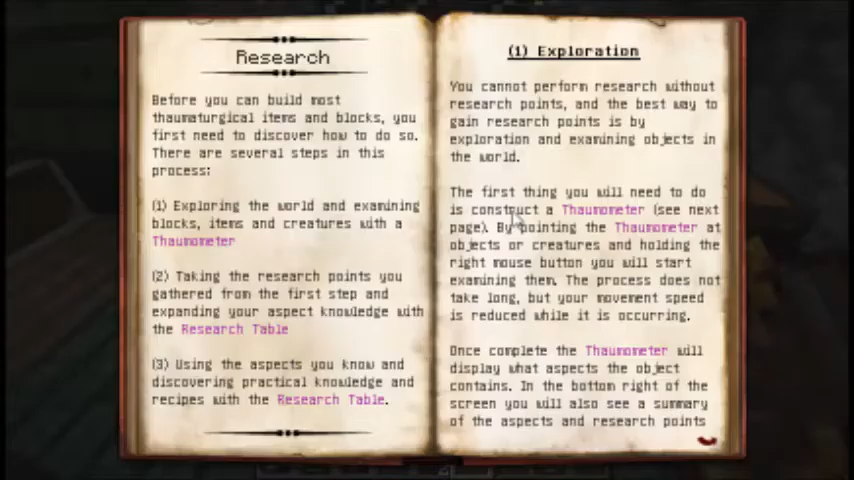 Research
Before you can build most
thaumaturgical items and blocks, you
first need to discover how to do so.
There are several steps in this
process:
(1) Exploring the world and examining
blocks, items and creatures with a
Thaumometer
(2) Taking the research points you
gathered from the first step and
expanding your aspect knowledge with
the Research Table
(3) Using the aspects you know and
discovering practical knowledge and
recipes with the Research Table.
(1) Exploration
You cannot perform research without
research points, and the best way to
gain research points is by
exploration and examining objects in
the world.
The first thing you will need to do
is construct a Thaumometer (see next
page). By pointing the Thaumometer at
objects or creatures and holding the
right mouse button you will start
examining them. The process does not
take long, but your movement speed
is reduced while it is occurring.
Once complete the Thaumometer will
display what aspects the object
contains. In the bottom right of the
screen you will also see a summary
of the aspects and research points